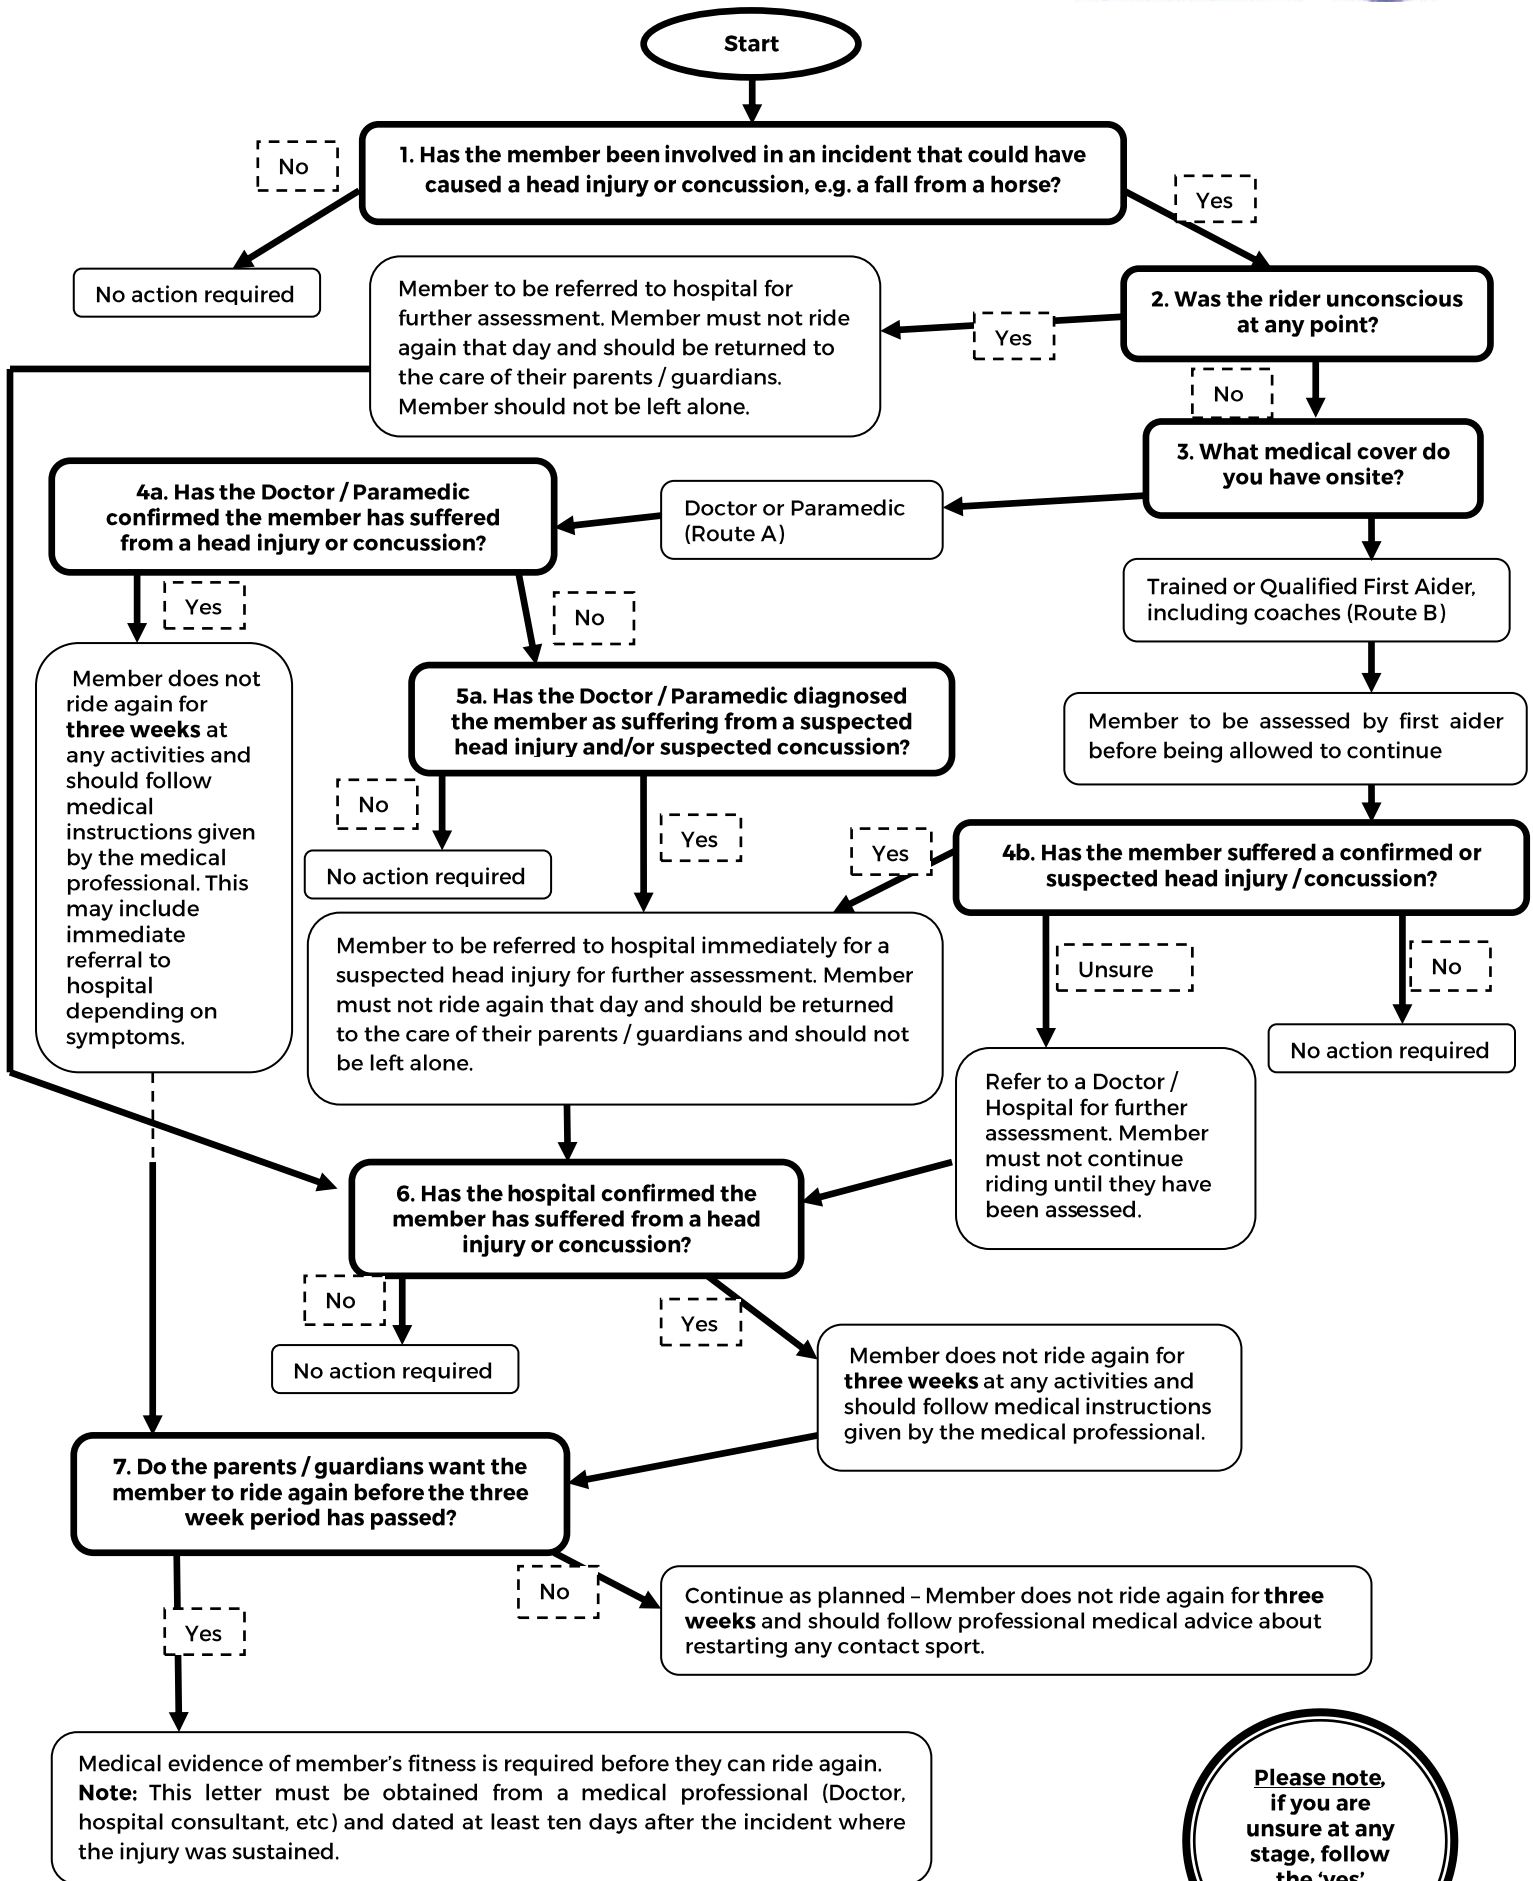 Start
1. Has the member been involved in an incident that could have
caused a head injury or concussion, e.g. a fall from a horse?
No
Yes
No action required
Member to be referred to hospital for
further assessment. Member must not ride
again that day and should be returned to
the care of their parents / guardians.
Member should not be left alone.
Yes
2. Was the rider unconscious
at any point?
No
3. What medical cover do
you have onsite?
4a. Has the Doctor / Paramedic
confirmed the member has suffered
from a head injury or concussion?
Doctor or Paramedic
(Route A)
Trained or Qualified First Aider,
including coaches (Route B)
Yes
No
Member does not
ride again for
three weeks at
any activities and
should follow
medical
instructions given
by the medical
professional. This
may include
immediate
referral to
hospital
depending on
symptoms.
5a. Has the Doctor / Paramedic diagnosed
the member as suffering from a suspected
head injury and/or suspected concussion?
Member to be assessed by first aider
before being allowed to continue
No
Yes
Yes
No action required
4b. Has the member suffered a confirmed or
suspected head injury / concussion?
Member to be referred to hospital immediately for a
suspected head injury for further assessment. Member
must not ride again that day and should be returned
to the care of their parents / guardians and should not
be left alone.
Unsure
No
No action required
Refer to a Doctor /
Hospital for further
assessment. Member
must not continue
riding until they have
been assessed.
6. Has the hospital confirmed the
member has suffered from a head
injury or concussion?
No
Yes
No action required
Member does not ride again for
three weeks at any activities and
should follow medical instructions
given by the medical professional.
7. Do the parents / guardians want the
member to ride again before the three
week period has passed?
No
Yes
Continue as planned – Member does not ride again for three
weeks and should follow professional medical advice about
restarting any contact sport.
Medical evidence of member's fitness is required before they can ride again.
Note: This letter must be obtained from a medical professional (Doctor,
hospital consultant, etc) and dated at least ten days after the incident where
the injury was sustained.
Please note,
if you are
unsure at any
stage, follow
the 'yes'